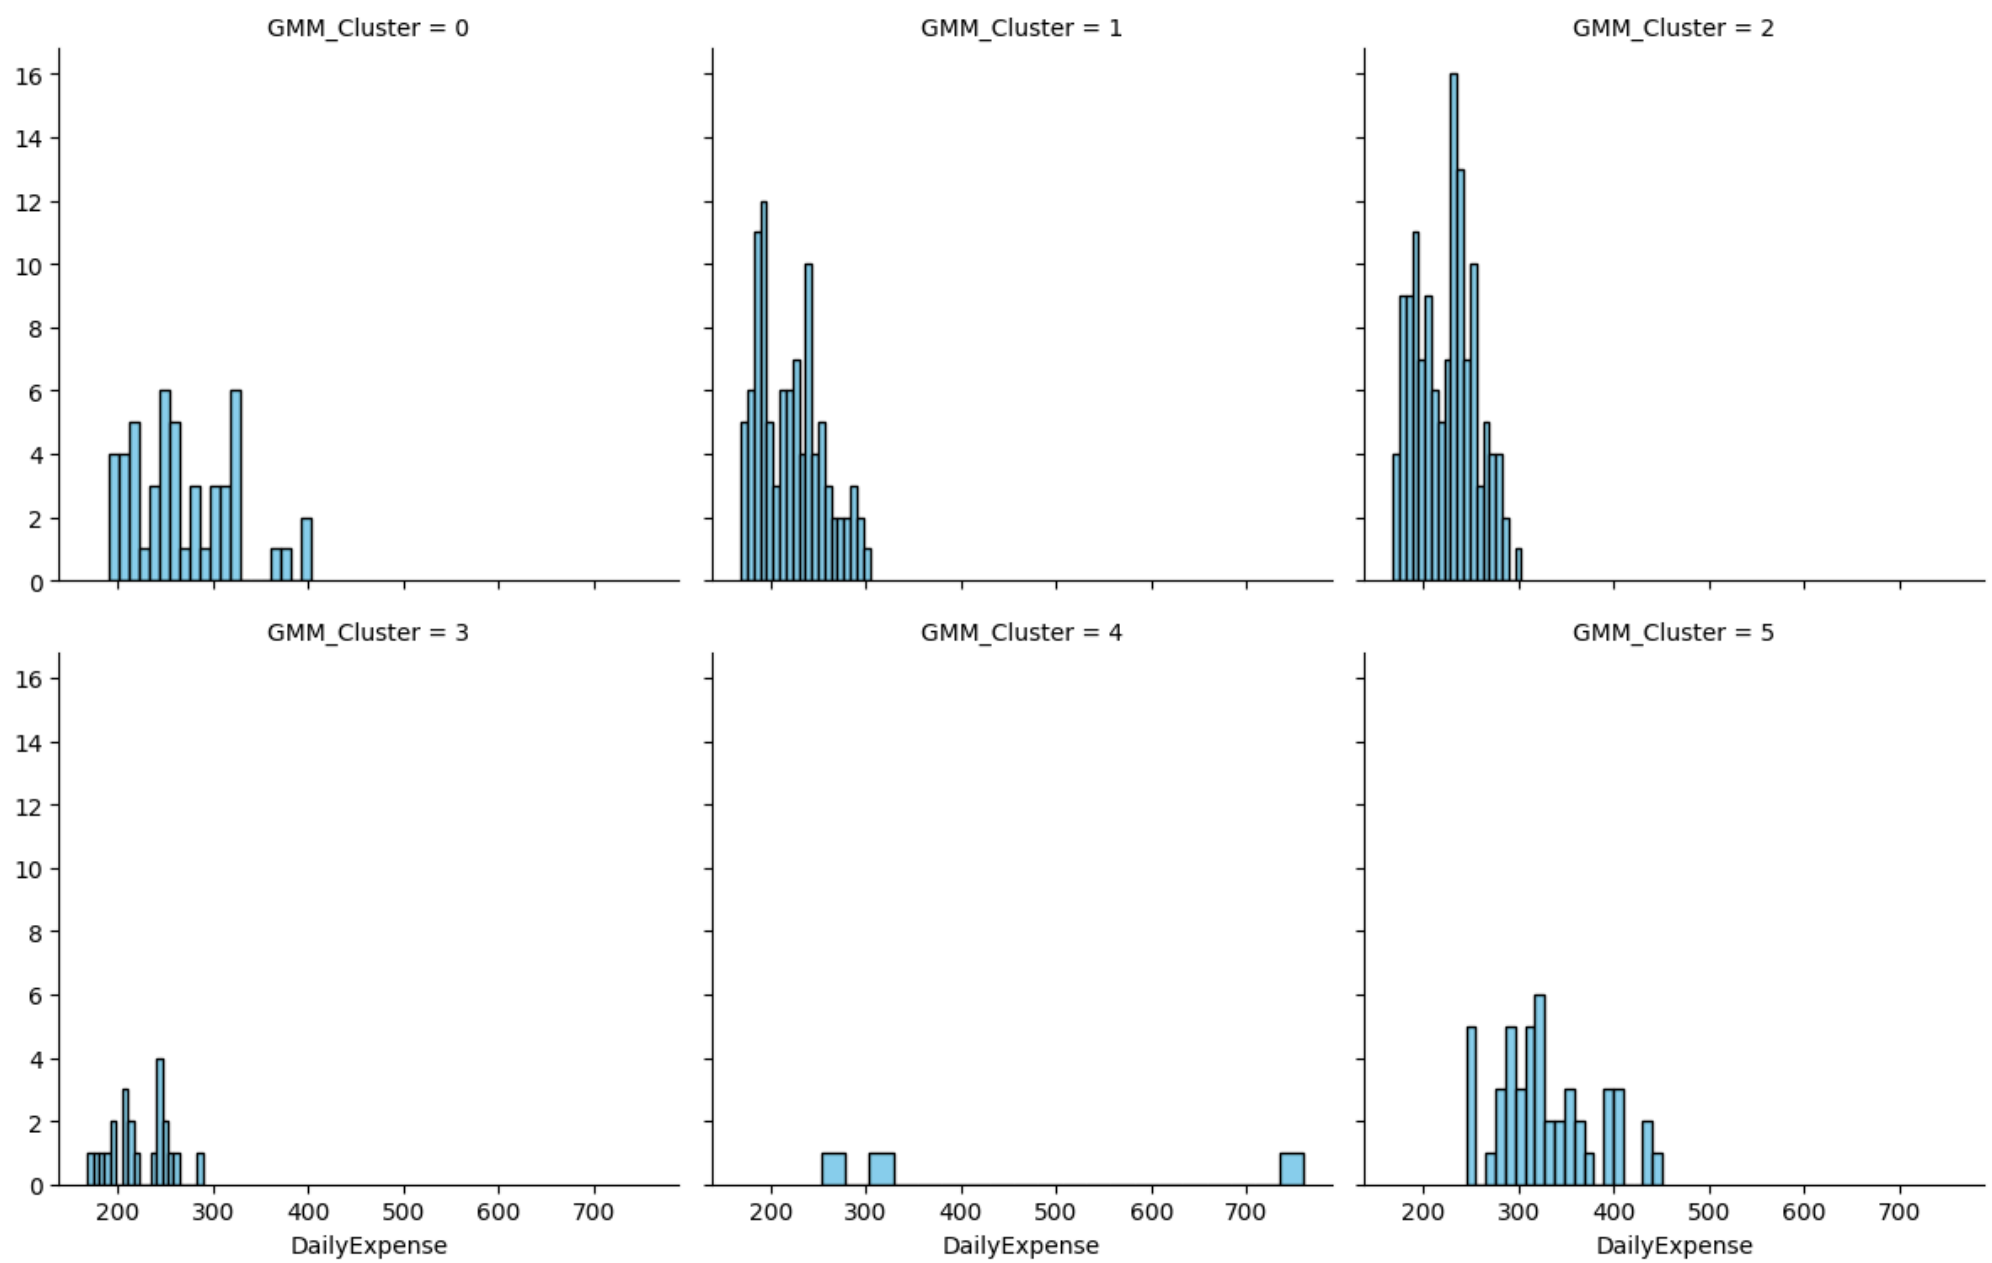 GMM_Cluster = 0
GMM_Cluster = 1
GMM_Cluster = 2
16
14
12
10
8
6
4
2
0
GMM_Cluster = 3
GMM_Cluster = 4
GMM_Cluster = 5
16
14
12
10
8
6
4
2
0
200 300 400 500 600 700
200 300 400 500 600 700
200 300 400 500 600 700
DailyExpense
DailyExpense
DailyExpense